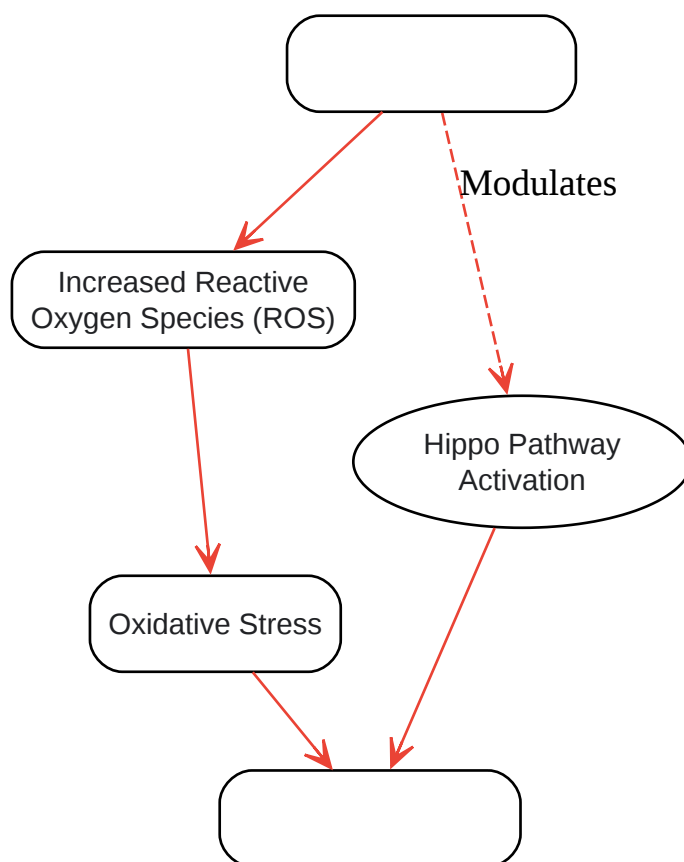 Modulates
Increased Reactive
Oxygen Species (ROS)
Hippo Pathway
Activation
Oxidative Stress